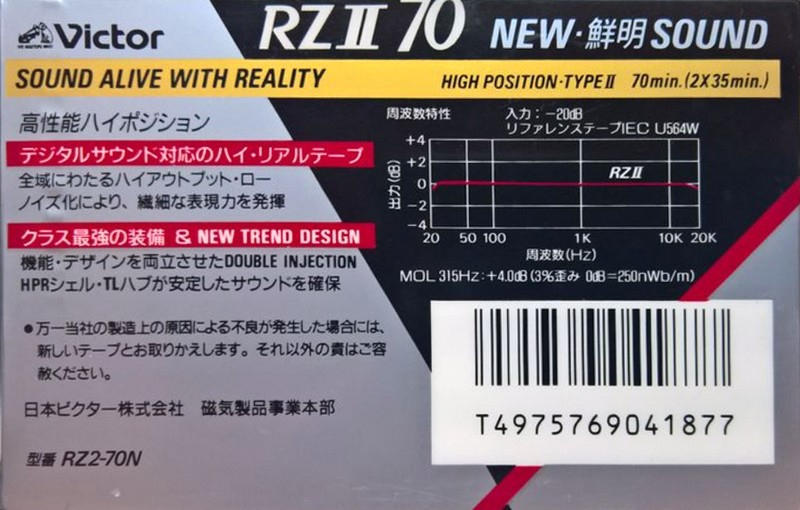 Victor
RZ II 70
NEW・鮮明SOUND
SOUND ALIVE WITH REALITY
HIGH POSITION・TYPE II 70min.(2X35min.)
高性能ハイポジション
デジタルサウンド対応のハイ・リアルテープ
全域にわたるハイアウトプット・ロー
ノイズ化により、繊細な表現力を発揮
クラス最強の装備 & NEW TREND DESIGN
機能・デザインを両立させたDOUBLE INJECTION
HPRシェル・TLハブが安定したサウンドを確保
●万一当社の製造上の原因による不良が発生した場合には、
新しいテープとお取りかえします。それ以外の責はご容
赦ください。
日本ビクター株式会社 磁気製品事業本部
型番 RZ2-70N
周波数特性
入力：−20dB
リファレンステープIEC U564W
出力(dB)
+4
+2
0
−2
−4
RZ II
20 50 100 1K 10K 20K
周波数(Hz)
MOL 315Hz：+4.0dB(3%歪み 0dB=250nWb/m)
T4975769041877